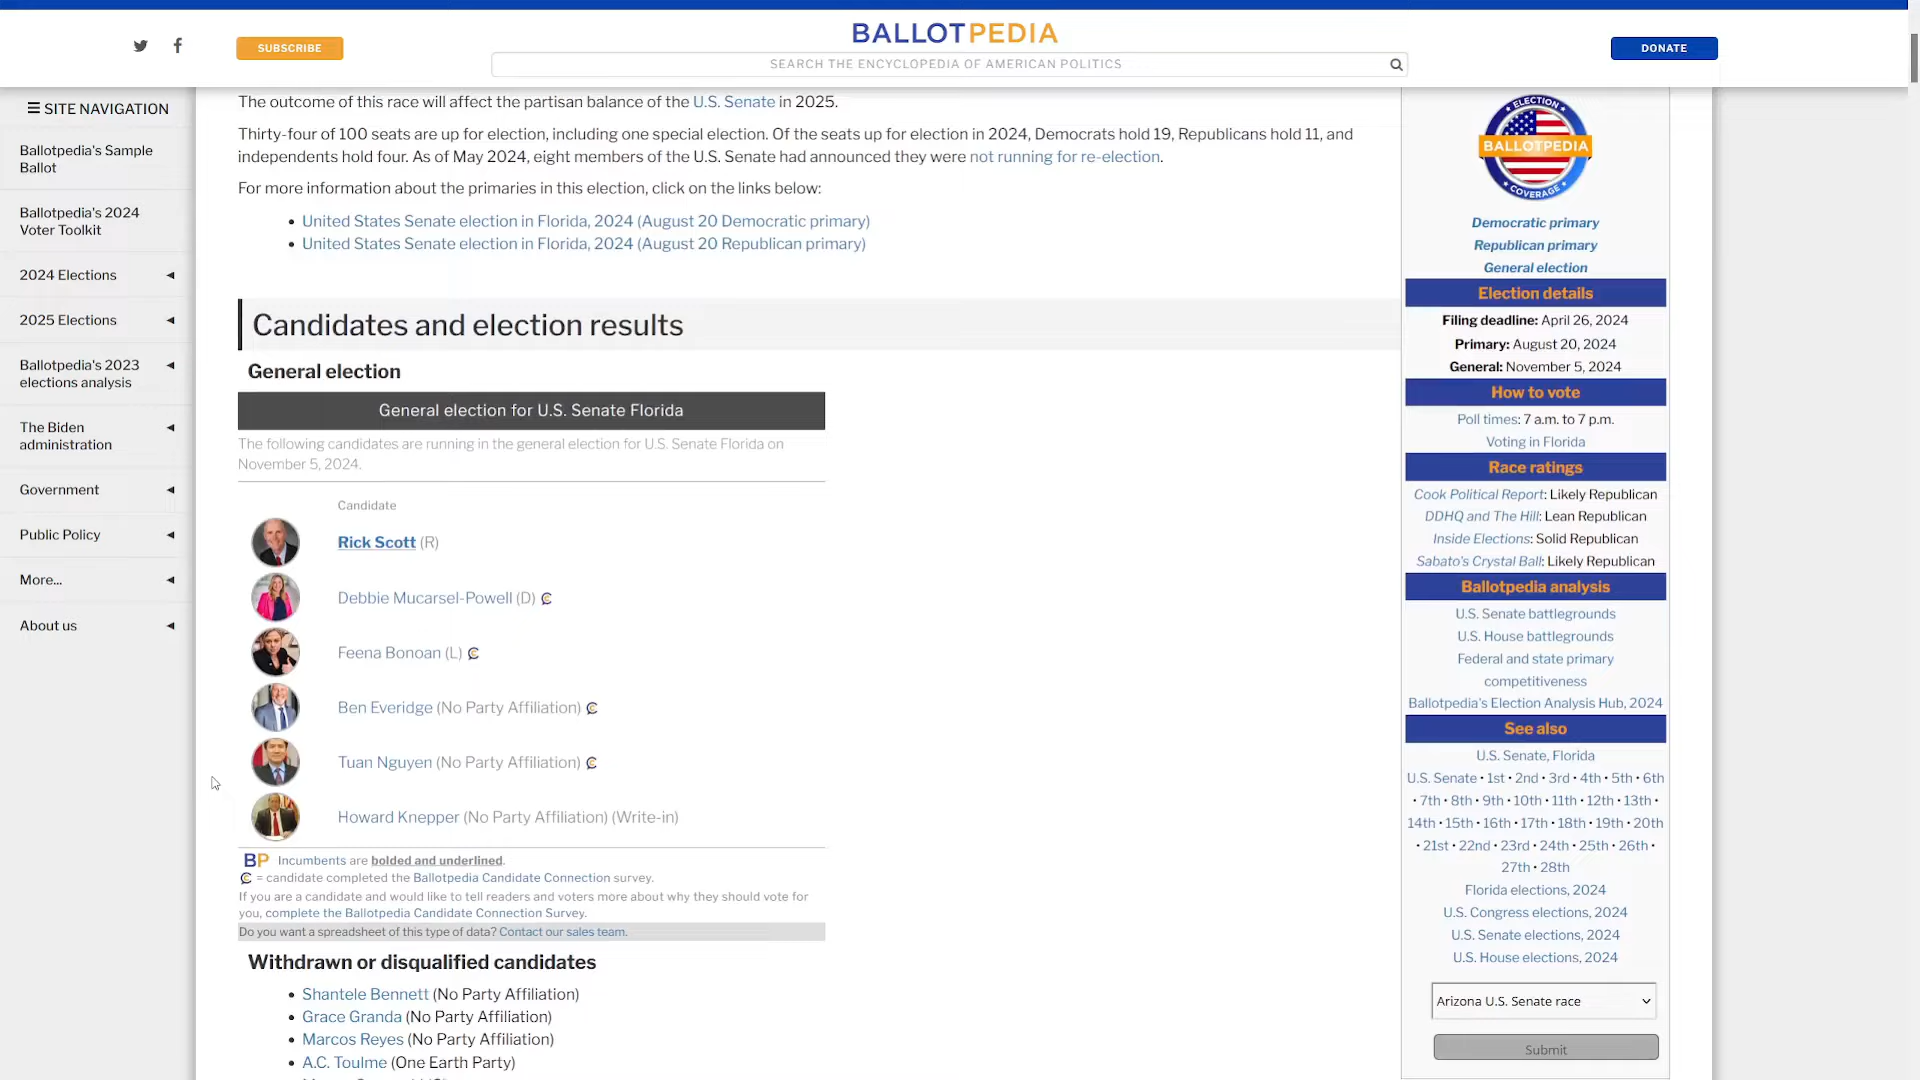 BALLOTPEDIA
SUBSCRIBE
SEARCH THE ENCYCLOPEDIA OF AMERICAN POLITICS
DONATE
SITE NAVIGATION
Ballotpedia's Sample
Ballot
Ballotpedia's 2024
Voter Toolkit
2024 Elections
2025 Elections
Ballotpedia's 2023
elections analysis
The Biden
administration
Government
Public Policy
More...
About us
The outcome of this race will affect the partisan balance of the U.S. Senate in 2025.
Thirty-four of 100 seats are up for election, including one special election. Of the seats up for election in 2024, Democrats hold 19, Republicans hold 11, and
independents hold four. As of May 2024, eight members of the U.S. Senate had announced they were not running for re-election.
For more information about the primaries in this election, click on the links below:
• United States Senate election in Florida, 2024 (August 20 Democratic primary)
• United States Senate election in Florida, 2024 (August 20 Republican primary)
Candidates and election results
General election
General election for U.S. Senate Florida
The following candidates are running in the general election for U.S. Senate Florida on
November 5, 2024.
Candidate
Rick Scott (R)
Debbie Mucarsel-Powell (D) C
Feena Bonoan (L) C
Ben Everidge (No Party Affiliation) C
Tuan Nguyen (No Party Affiliation) C
Howard Knepper (No Party Affiliation) (Write-in)
BP Incumbents are bolded and underlined.
C = candidate completed the Ballotpedia Candidate Connection survey.
If you are a candidate and would like to tell readers and voters more about why they should vote for
you, complete the Ballotpedia Candidate Connection Survey.
Do you want a spreadsheet of this type of data? Contact our sales team.
Withdrawn or disqualified candidates
• Shantele Bennett (No Party Affiliation)
• Grace Granda (No Party Affiliation)
• Marcos Reyes (No Party Affiliation)
• A.C. Toulme (One Earth Party)
ELECTION
BALLOTPEDIA
COVERAGE
Democratic primary
Republican primary
General election
Election details
Filing deadline: April 26, 2024
Primary: August 20, 2024
General: November 5, 2024
How to vote
Poll times: 7 a.m. to 7 p.m.
Voting in Florida
Race ratings
Cook Political Report: Likely Republican
DDHQ and The Hill: Lean Republican
Inside Elections: Solid Republican
Sabato's Crystal Ball: Likely Republican
Ballotpedia analysis
U.S. Senate battlegrounds
U.S. House battlegrounds
Federal and state primary
competitiveness
Ballotpedia's Election Analysis Hub, 2024
See also
U.S. Senate, Florida
U.S. Senate • 1st • 2nd • 3rd • 4th • 5th • 6th
• 7th • 8th • 9th • 10th • 11th • 12th • 13th •
14th • 15th • 16th • 17th • 18th • 19th • 20th
• 21st • 22nd • 23rd • 24th • 25th • 26th •
27th • 28th
Florida elections, 2024
U.S. Congress elections, 2024
U.S. Senate elections, 2024
U.S. House elections, 2024
Arizona U.S. Senate race
Submit